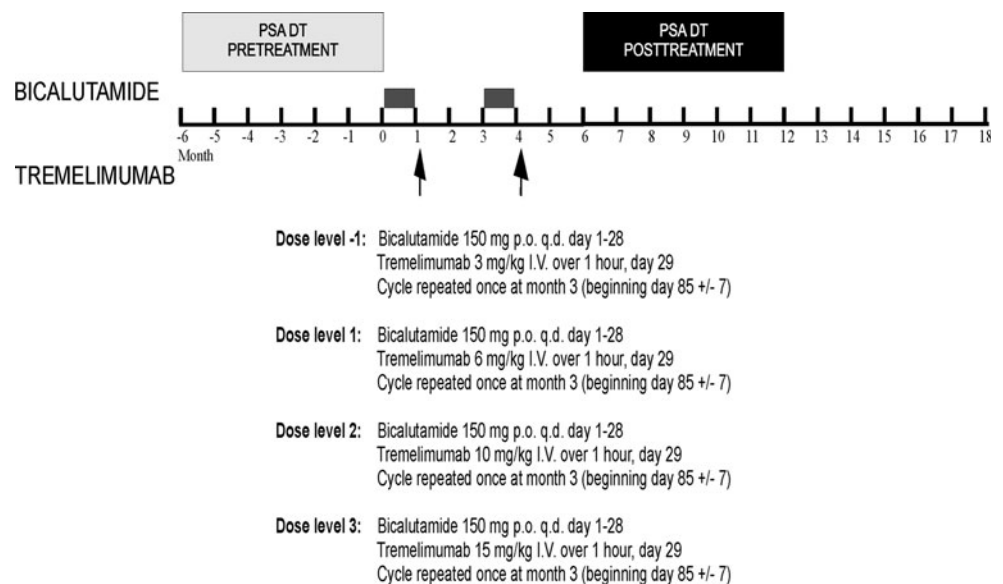 PSA DT
PRETREATMENT
PSA DT
POSTTREATMENT
BICALUTAMIDE
-6 -5 -4 -3 -2 -1 0 1 2 3 4 5 6 7 8 9 10 11 12 13 14 15 16 17 18
Month
TREMELIMUMAB
Dose level -1: Bicalutamide 150 mg p.o. q.d. day 1-28
Tremelimumab 3 mg/kg I.V. over 1 hour, day 29
Cycle repeated once at month 3 (beginning day 85 +/- 7)
Dose level 1: Bicalutamide 150 mg p.o. q.d. day 1-28
Tremelimumab 6 mg/kg I.V. over 1 hour, day 29
Cycle repeated once at month 3 (beginning day 85 +/- 7)
Dose level 2: Bicalutamide 150 mg p.o. q.d. day 1-28
Tremelimumab 10 mg/kg I.V. over 1 hour, day 29
Cycle repeated once at month 3 (beginning day 85 +/- 7)
Dose level 3: Bicalutamide 150 mg p.o. q.d. day 1-28
Tremelimumab 15 mg/kg I.V. over 1 hour, day 29
Cycle repeated once at month 3 (beginning day 85 +/- 7)